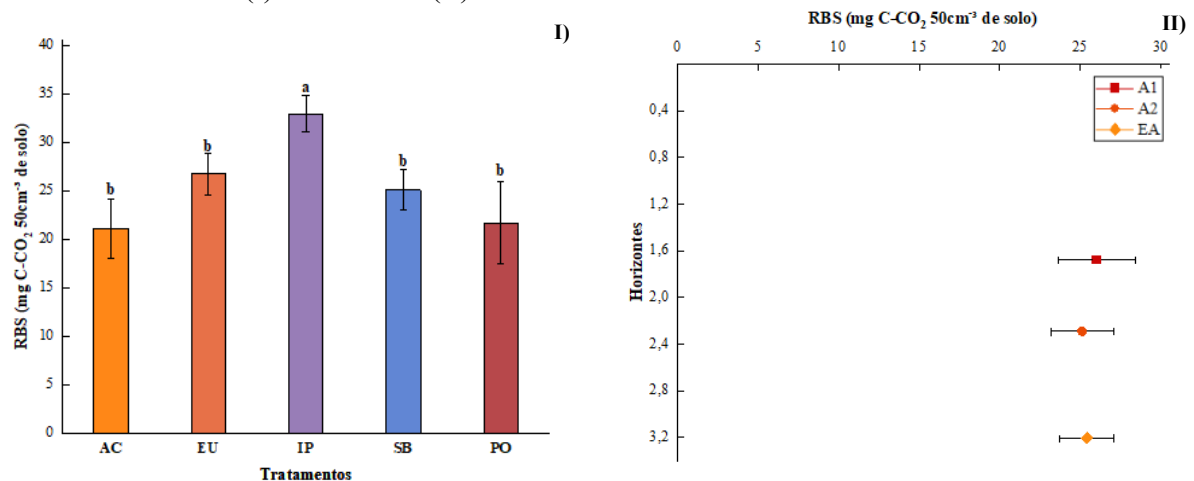 I)
RBS (mg C-CO₂ 50cm⁻³ de solo)
40
35
30
25
20
15
10
5
0
b
b
a
b
b
AC EU IP SB PO
Tratamentos
RBS (mg C-CO₂ 50cm⁻³ de solo)
II)
0 5 10 15 20 25 30
A1
A2
EA
Horizontes
0,4
0,8
1,2
1,6
2,0
2,4
2,8
3,2